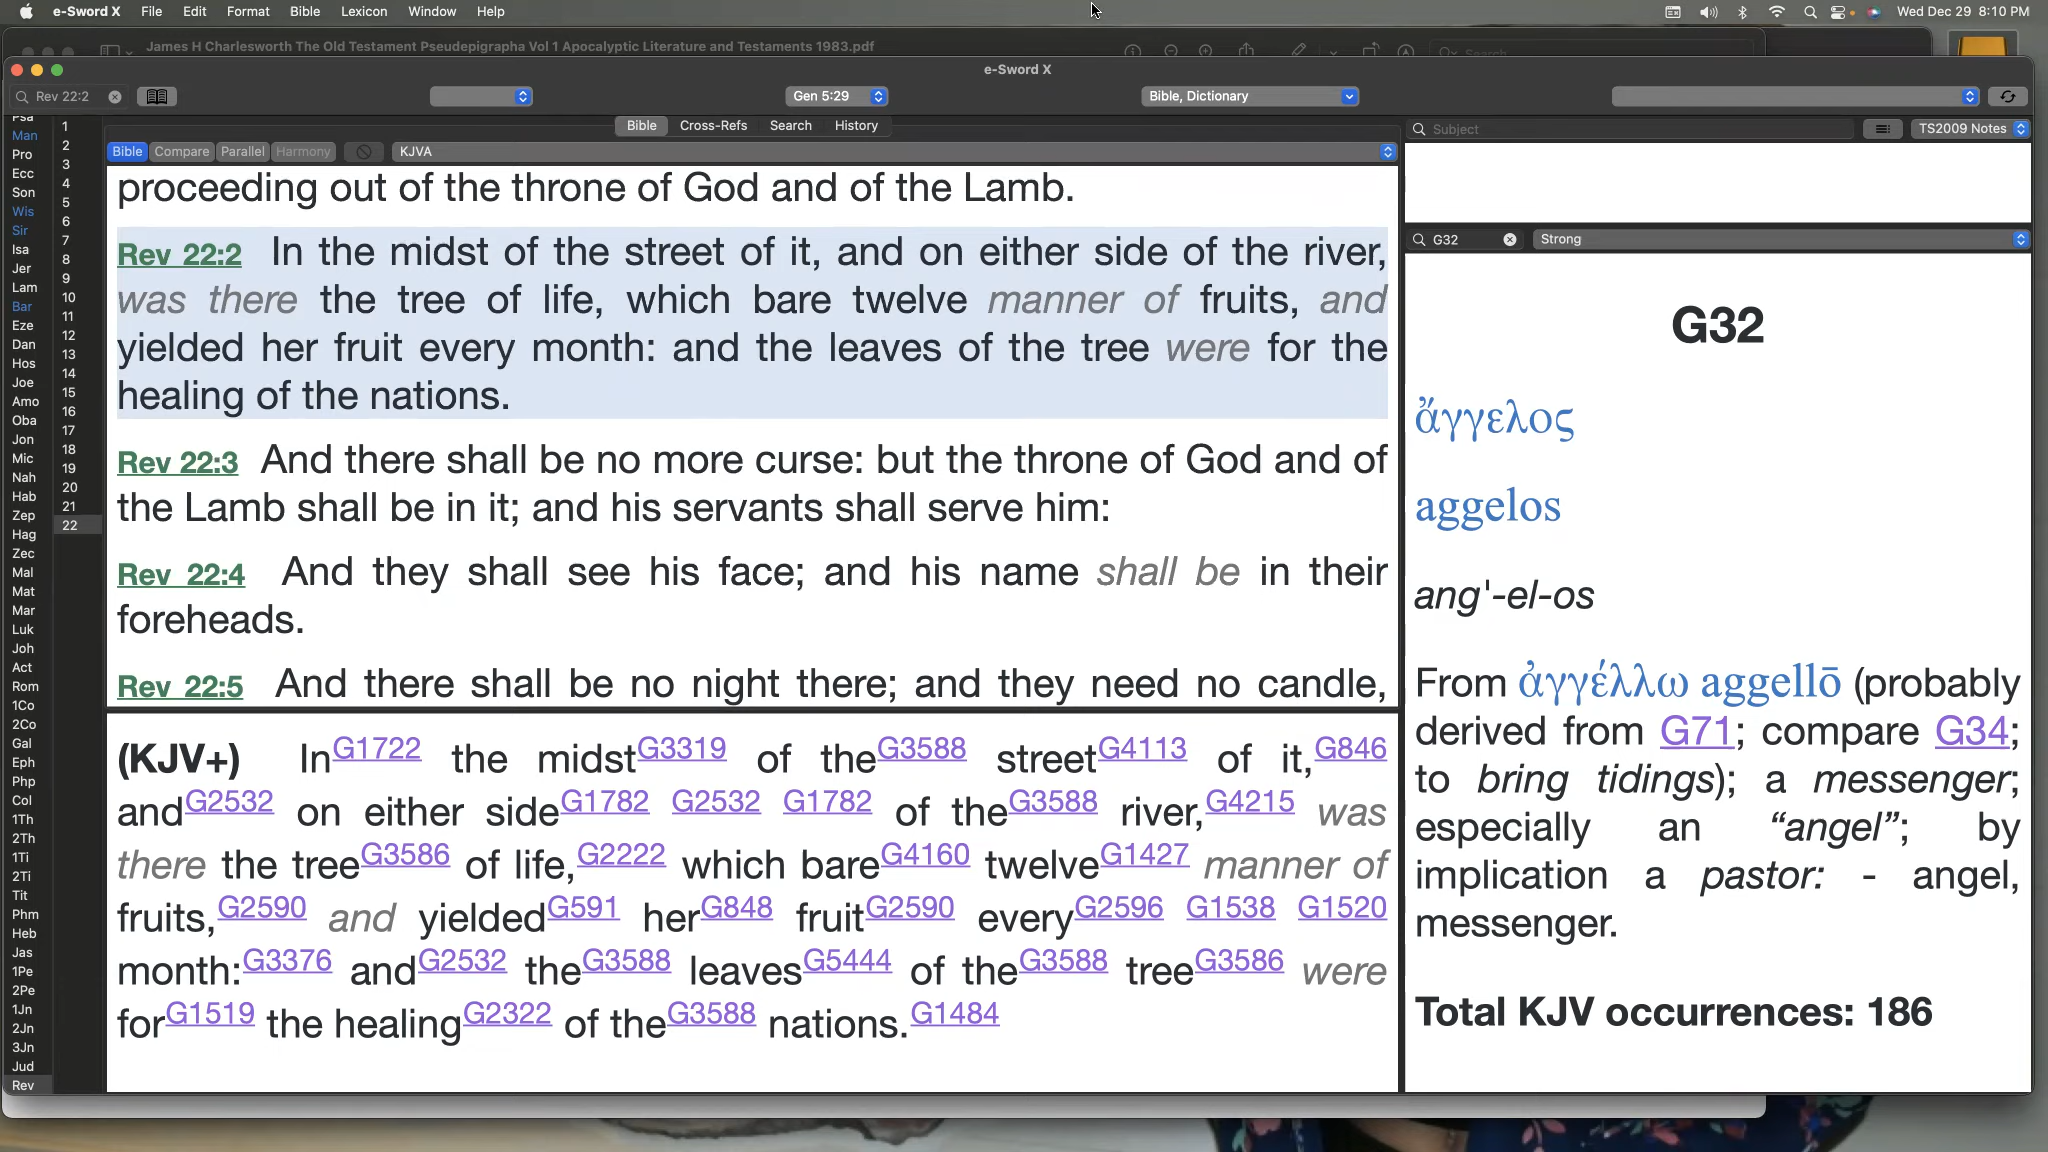 e-Sword X File Edit Format Bible Lexicon Window Help
Wed Dec 29 8:10 PM
James H Charlesworth The Old Testament Pseudepigrapha Vol 1 Apocalyptic Literature and Testaments 1983.pdf
Search
e-Sword X
Rev 22:2
Gen 5:29
Bible, Dictionary
Bible Cross-Refs Search History
Subject
TS2009 Notes
Bible Compare Parallel Harmony
KJVA
Psa
Man
Pro
Ecc
Son
Wis
Sir
Isa
Jer
Lam
Bar
Eze
Dan
Hos
Joe
Amo
Oba
Jon
Mic
Nah
Hab
Zep
Hag
Zec
Mal
Mat
Mar
Luk
Joh
Act
Rom
1Co
2Co
Gal
Eph
Php
Col
1Th
2Th
1Ti
2Ti
Tit
Phm
Heb
Jas
1Pe
2Pe
1Jn
2Jn
3Jn
Jud
Rev
1
2
3
4
5
6
7
8
9
10
11
12
13
14
15
16
17
18
19
20
21
22
proceeding out of the throne of God and of the Lamb.
Rev 22:2 In the midst of the street of it, and on either side of the river,
was there the tree of life, which bare twelve manner of fruits, and
yielded her fruit every month: and the leaves of the tree were for the
healing of the nations.
Rev 22:3 And there shall be no more curse: but the throne of God and of
the Lamb shall be in it; and his servants shall serve him:
Rev 22:4 And they shall see his face; and his name shall be in their
foreheads.
Rev 22:5 And there shall be no night there; and they need no candle,
(KJV+) InG1722 the midstG3319 of theG3588 streetG4113 of it,G846
andG2532 on either sideG1782 G2532 G1782 of theG3588 river,G4215 was
there the treeG3586 of life,G2222 which bareG4160 twelveG1427 manner of
fruits,G2590 and yieldedG591 herG848 fruitG2590 everyG2596 G1538 G1520
month:G3376 andG2532 theG3588 leavesG5444 of theG3588 treeG3586 were
forG1519 the healingG2322 of theG3588 nations.G1484
G32
Strong
G32
ἄγγελος
aggelos
ang'-el-os
From ἀγγέλλω aggellō (probably
derived from G71; compare G34;
to bring tidings); a messenger;
especially an “angel”; by
implication a pastor: - angel,
messenger.
Total KJV occurrences: 186